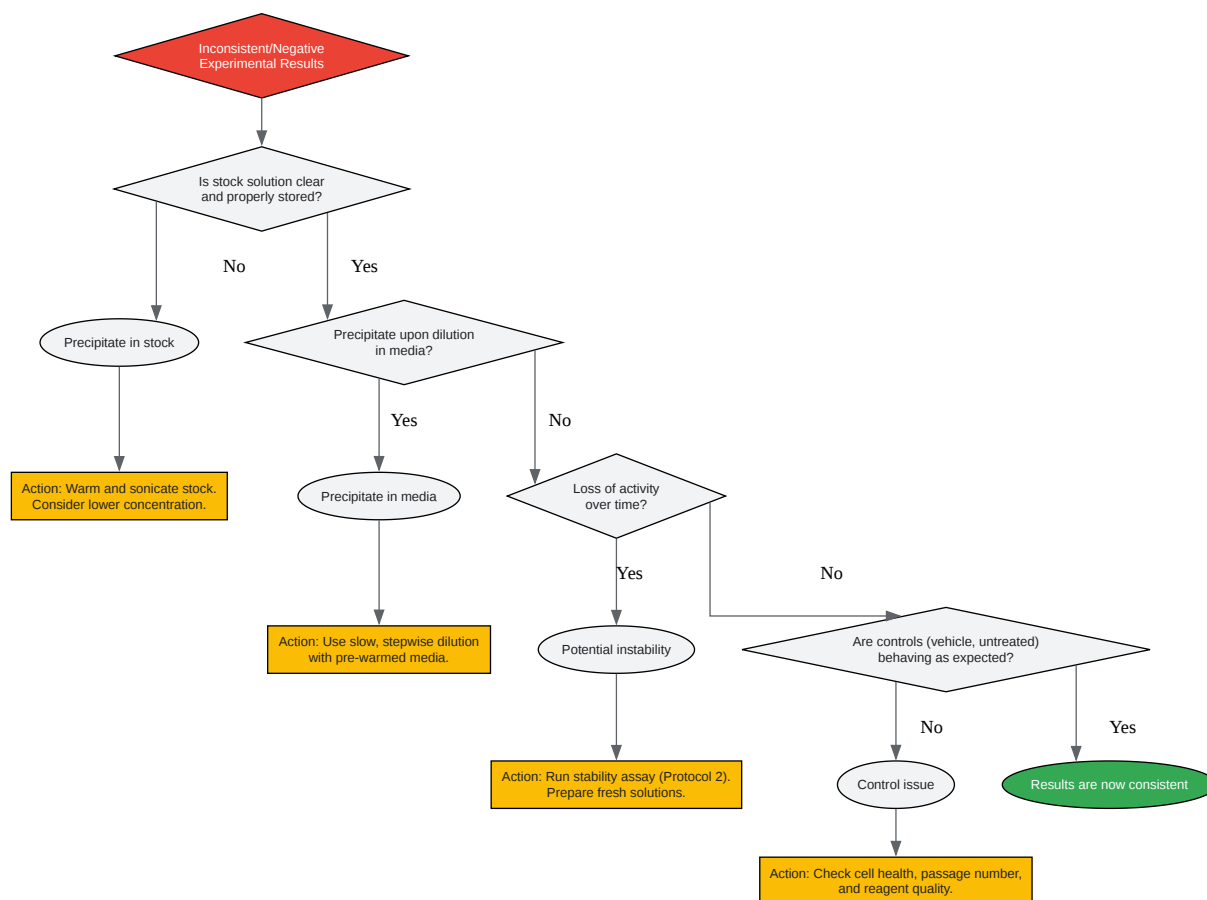 Inconsistent/Negative
Experimental Results
Is stock solution clear
and properly stored?
No
Yes
Precipitate in stock
Precipitate upon dilution
in media?
Yes
No
Action: Warm and sonicate stock.
Consider lower concentration.
Precipitate in media
Loss of activity
over time?
Yes
No
Action: Use slow, stepwise dilution
with pre-warmed media.
Potential instability
Are controls (vehicle, untreated)
behaving as expected?
No
Yes
Action: Run stability assay (Protocol 2).
Prepare fresh solutions.
Control issue
Results are now consistent
Action: Check cell health, passage number,
and reagent quality.